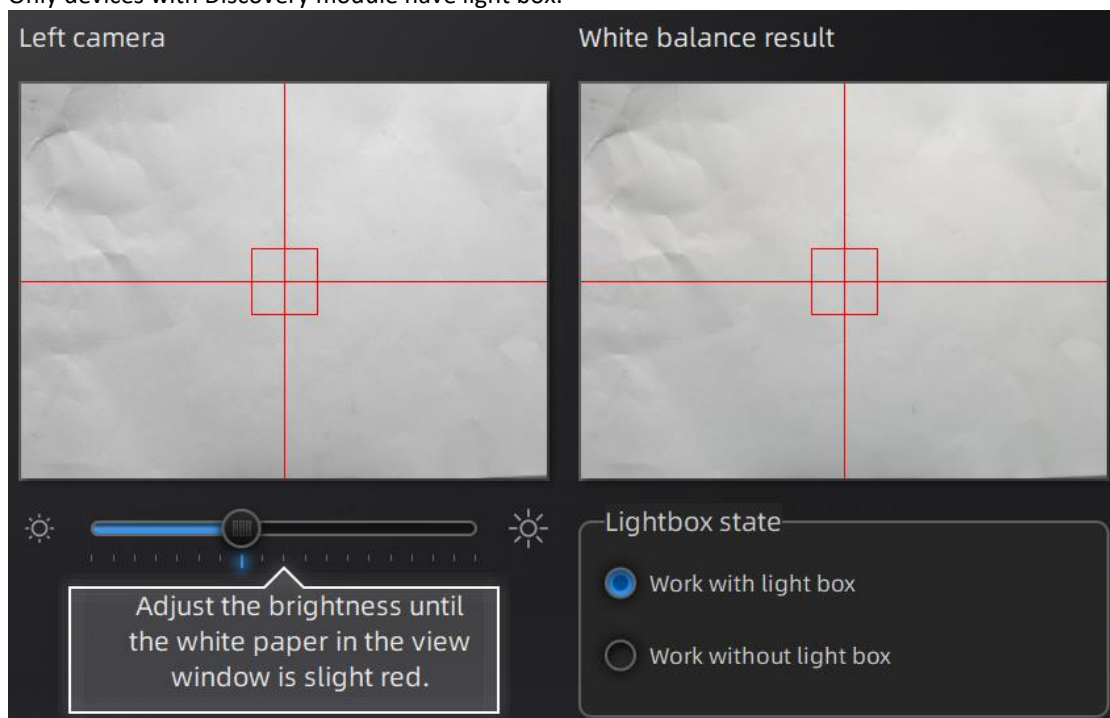 Only devices with Discovery module have light box.
Left camera
White balance result
Adjust the brightness until
the white paper in the view
window is slight red.
Lightbox state
Work with light box
Work without light box